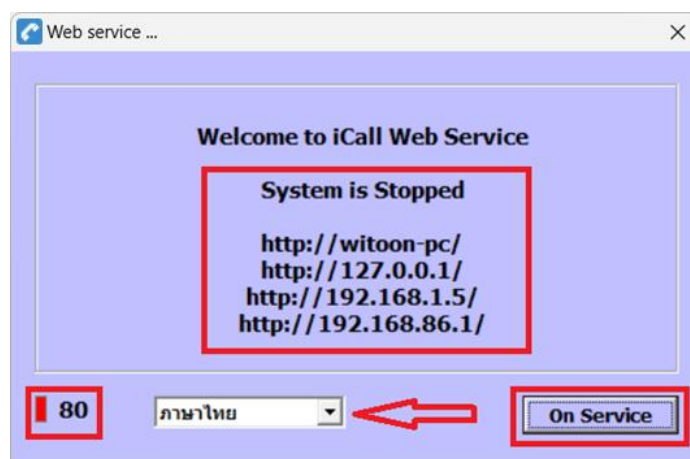 Web service ...
Welcome to iCall Web Service
System is Stopped
http://witoon-pc/
http://127.0.0.1/
http://192.168.1.5/
http://192.168.86.1/
80
ภาษาไทย
On Service